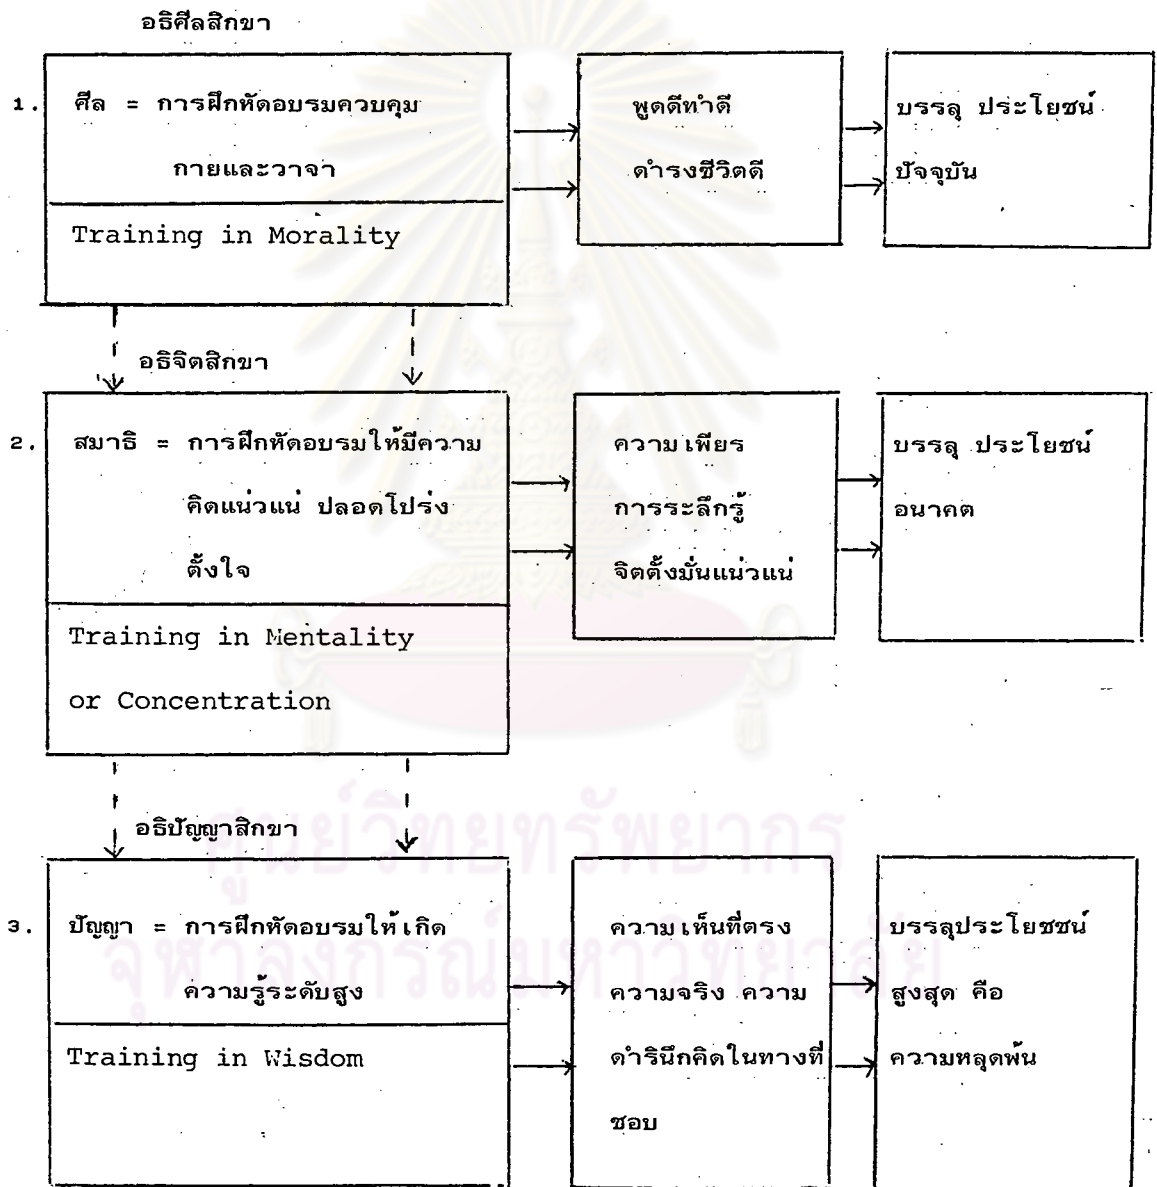 อธิศีลสิกขา
1. ศีล = การฝึกหัดอบรมควบคุม
กายและวาจา
Training in Morality
พูดดีทำดี
ดำรงชีวิตดี
บรรลุ ประโยชน์
ปัจจุบัน
อธิจิตสิกขา
2. สมาธิ = การฝึกหัดอบรมให้มีความ
คิดแน่วแน่ ปลอดโปร่ง
ตั้งใจ
Training in Mentality
or Concentration
ความเพียร
การระลึกรู้
จิตตั้งมั่นแน่วแน่
บรรลุ ประโยชน์
อนาคต
อธิปัญญาสิกขา
3. ปัญญา = การฝึกหัดอบรมให้เกิด
ความรู้ระดับสูง
Training in Wisdom
ความเห็นที่ตรง
ความจริง ความ
ดำรินึกคิดในทางที่
ชอบ
บรรลุประโยชชน์
สูงสุด คือ
ความหลุดพ้น
ศูนย์วิทยทรัพยากร
จุฬาลงกรณ์มหาวิทยาลัย